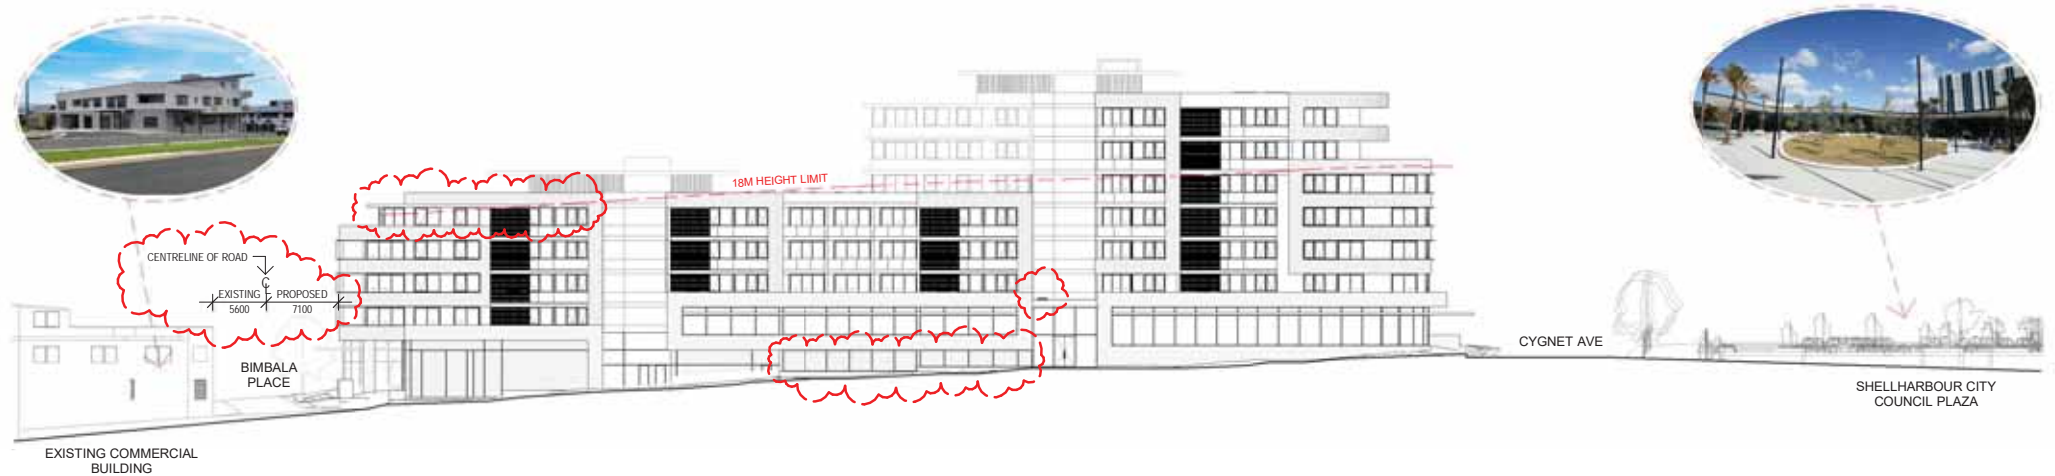 18M HEIGHT LIMIT
CENTRELINE OF ROAD
EXISTING
PROPOSED
5600
7100
BIMBALA
PLACE
CYGNET AVE
SHELLHARBOUR CITY
COUNCIL PLAZA
EXISTING COMMERCIAL
BUILDING